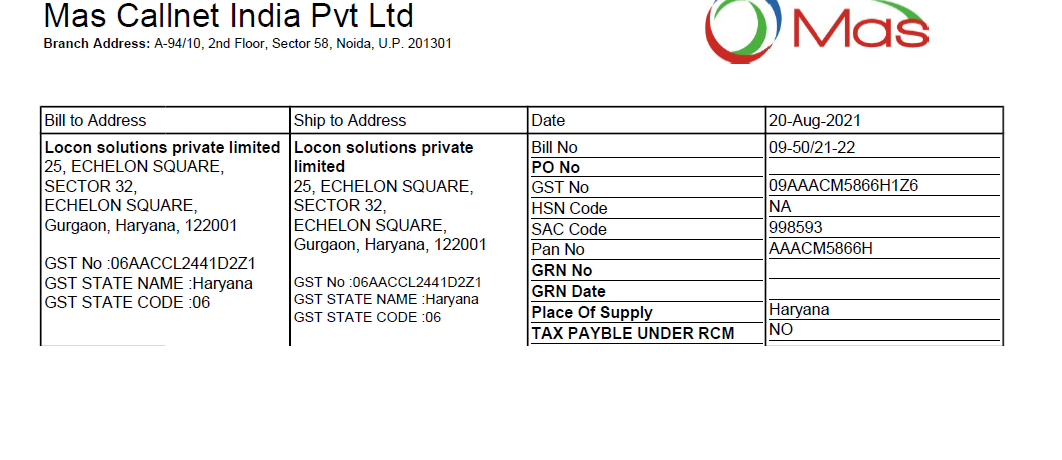 Mas Callnet India Pvt Ltd
Branch Address: A-94/10, 2nd Floor, Sector 58, Noida, U.P. 201301
Mas
Bill to Address
Locon solutions private limited
25, ECHELON SQUARE,
SECTOR 32,
ECHELON SQUARE,
Gurgaon, Haryana, 122001
GST No :06AACCL2441D2Z1
GST STATE NAME :Haryana
GST STATE CODE :06
Ship to Address
Locon solutions private
limited
25, ECHELON SQUARE,
SECTOR 32,
ECHELON SQUARE,
Gurgaon, Haryana, 122001
GST No :06AACCL2441D2Z1
GST STATE NAME :Haryana
GST STATE CODE :06
Date 20-Aug-2021
Bill No 09-50/21-22
PO No
GST No 09AAACM5866H1Z6
HSN Code NA
SAC Code 998593
Pan No AAACM5866H
GRN No
GRN Date
Place Of Supply Haryana
TAX PAYBLE UNDER RCM NO